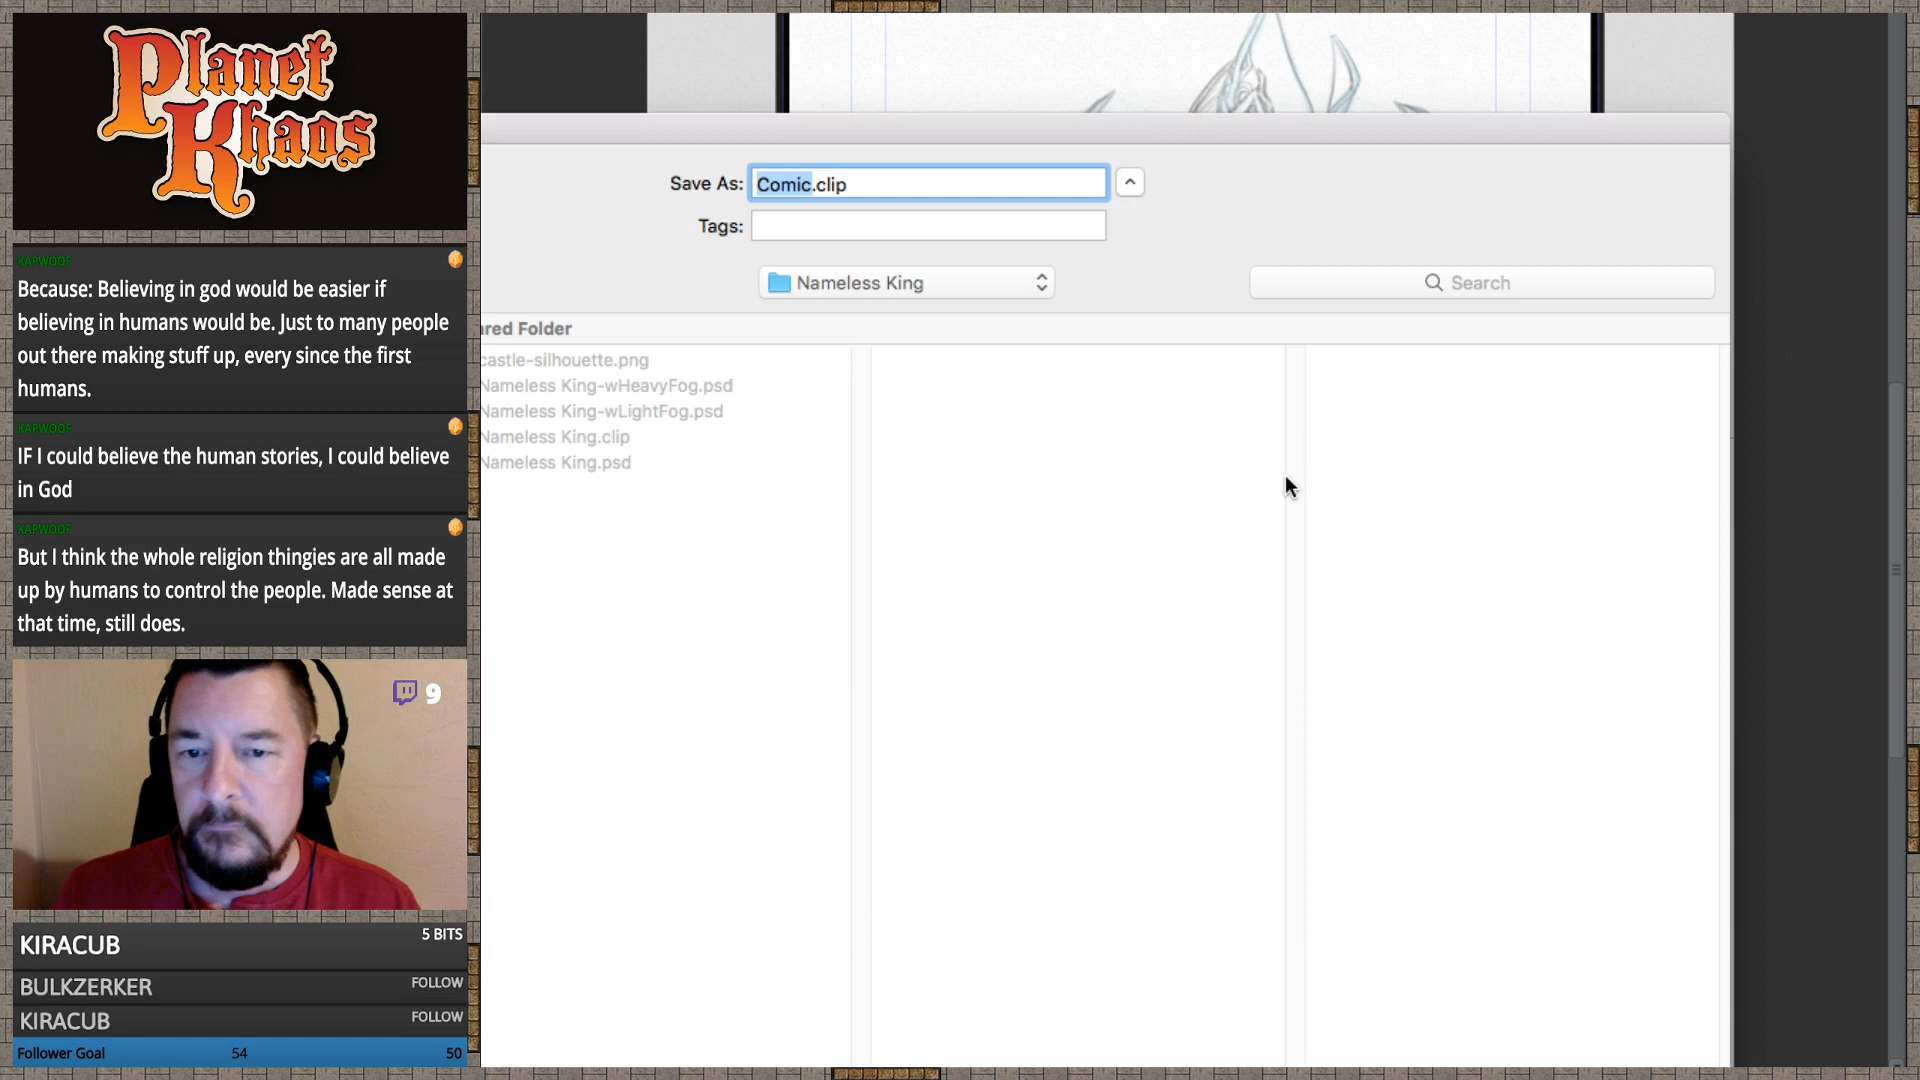 Planet
Khaos
KAPWOOF
Because: Believing in god would be easier if
believing in humans would be. Just to many people
out there making stuff up, every since the first
humans.
KAPWOOF
IF I could believe the human stories, I could believe
in God
KAPWOOF
But I think the whole religion thingies are all made
up by humans to control the people. Made sense at
that time, still does.
9
KIRACUB 5 BITS
BULKZERKER FOLLOW
KIRACUB FOLLOW
Follower Goal 54 50
Save As: Comic.clip
Tags:
Nameless King
Search
ared Folder
castle-silhouette.png
Nameless King-wHeavyFog.psd
Nameless King-wLightFog.psd
Nameless King.clip
Nameless King.psd